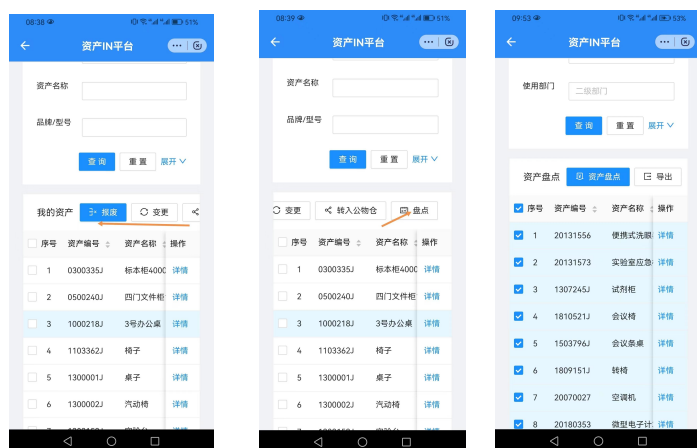 08:38 51%
资产IN平台
资产名称
品牌/型号
查 询 重 置 展开
我的资产 报废 变更
序号 资产编号 资产名称 操作
1 0300335J 标本柜4000 详情
2 0500240J 四门文件柜 详情
3 1000218J 3号办公桌 详情
4 1103362J 椅子 详情
5 1300001J 桌子 详情
6 1300002J 汽动椅 详情
08:39 51%
资产IN平台
资产名称
品牌/型号
查 询 重 置 展开
变更 转入公物仓 盘点
序号 资产编号 资产名称 操作
1 0300335J 标本柜4000 详情
2 0500240J 四门文件柜 详情
3 1000218J 3号办公桌 详情
4 1103362J 椅子 详情
5 1300001J 桌子 详情
6 1300002J 汽动椅 详情
09:53 53%
资产IN平台
使用部门 二级部门
查 询 重 置 展开
资产盘点 资产盘点 导出
序号 资产编号 资产名称 操作
1 20131556 便携式洗眼 详情
2 20131573 实验室应急 详情
3 1307245J 试剂柜 详情
4 1810521J 会议椅 详情
5 1503796J 会议条桌 详情
6 1809151J 转椅 详情
7 20070027 空调机 详情
8 20180353 微型电子计 详情